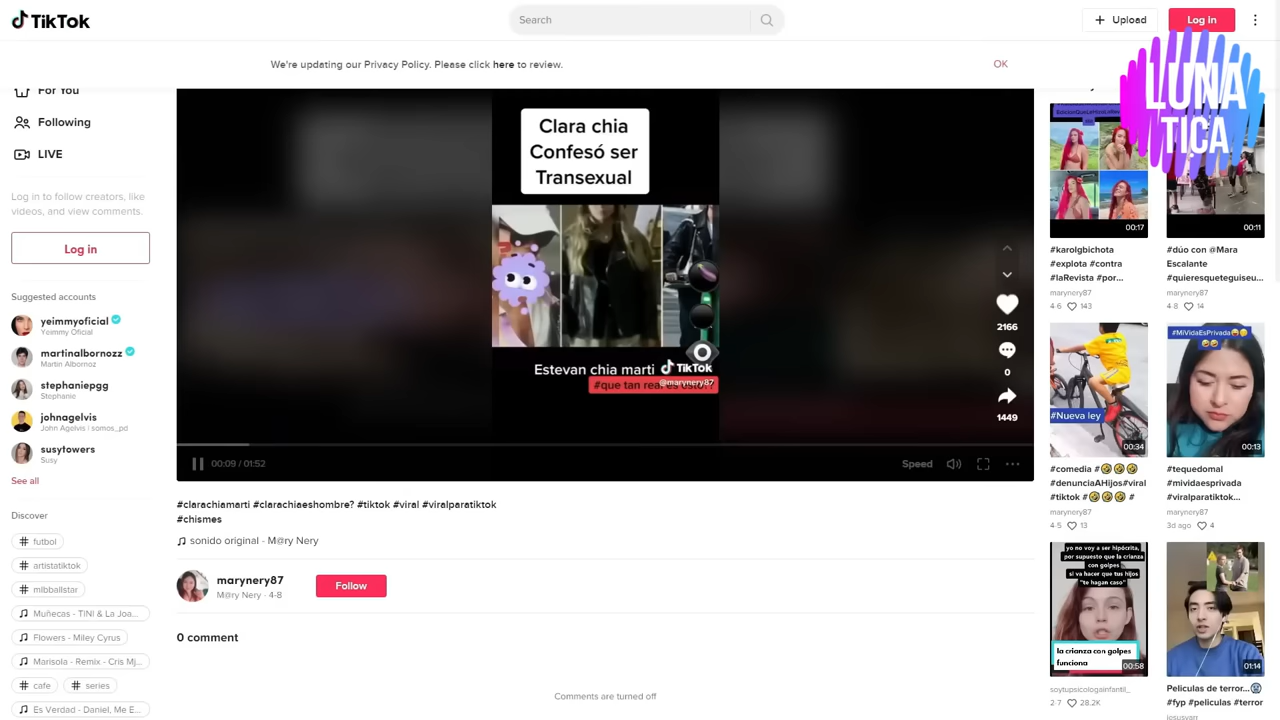 TikTok
Search
Upload
Log in
We're updating our Privacy Policy. Please click here to review.
OK
LUNA
TICA
For You
Following
LIVE
Log in to follow creators, like
videos, and view comments.
Log in
Suggested accounts
yeimmyoficial
Yeimmy Oficial
martinalbornozz
Martin Albornoz
stephaniepgg
Stephanie
johnagelvis
John Agelvis | somos_pd
susytowers
Susy
See all
Discover
# futbol
# artistatiktok
# mlbballstar
Muñecas - TINI & La Joa...
Flowers - Miley Cyrus
Marisola - Remix - Cris Mj...
# cafe
# series
Es Verdad - Daniel, Me E...
Clara chia
Confesó ser
Transexual
Estevan chia marti
TikTok
@marynery87
2166
0
1449
00:09 / 01:52
Speed
#clarachiamarti #clarachiaeshombre? #tiktok #viral #viralparatiktok
#chismes
sonido original - M@ry Nery
marynery87
M@ry Nery · 4-8
Follow
0 comment
Comments are turned off
00:17
#karolgbichota
#explota #contra
#laRevista #por...
marynery87
4-6 143
00:11
#dúo con @Mara
Escalante
#quieresqueteguiseu...
marynery87
4-8 14
#Nueva ley
00:34
#comedia #🤣🤣🤣
#denunciAHijos#viral
#tiktok #🤣🤣🤣 #
marynery87
4-5 13
#MiVidaEsPrivada
00:13
#tequedomal
#mividaesprivada
#viralparatiktok...
marynery87
3d ago 4
yo no voy a ser hipócrita,
por supuesto que la crianza
con golpes
si va hacer que tus hijos
"te hagan caso"
la crianza con golpes
funciona
00:58
soytupsicologainfantil_
2-7 28.2K
01:14
Peliculas de terror...
#fyp #peliculas #terror